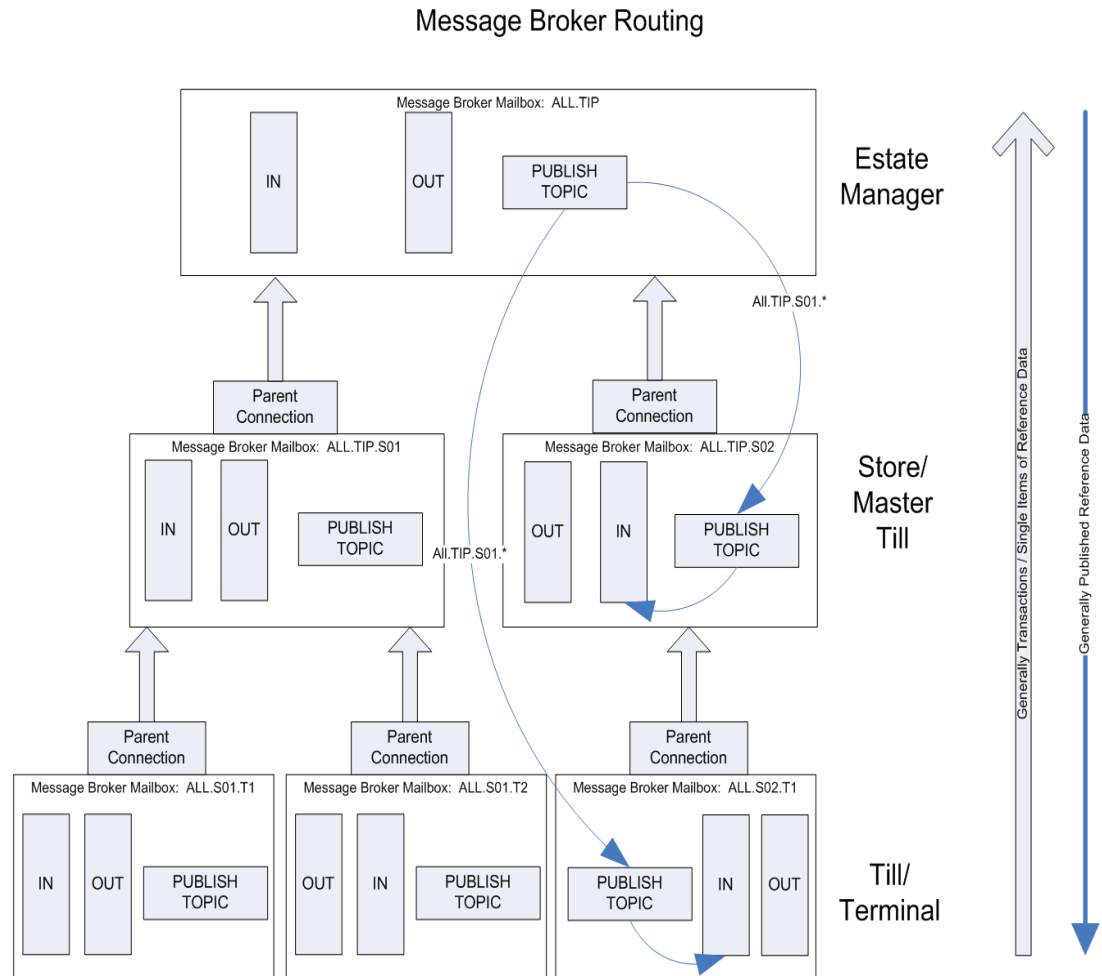 Message Broker Routing
Message Broker Mailbox:  ALL.TIP
IN
OUT
PUBLISH
TOPIC
Estate
Manager
All.TIP.S01.*
Parent
Connection
Parent
Connection
Message Broker Mailbox:  ALL.TIP.S01
IN
OUT
PUBLISH
TOPIC
All.TIP.S01.*
Message Broker Mailbox:  ALL.TIP.S02
OUT
IN
PUBLISH
TOPIC
Store/
Master
Till
Parent
Connection
Parent
Connection
Parent
Connection
Message Broker Mailbox:  ALL.S01.T1
IN
OUT
PUBLISH
TOPIC
Message Broker Mailbox:  ALL.S01.T2
OUT
IN
PUBLISH
TOPIC
Message Broker Mailbox:  ALL.S02.T1
PUBLISH
TOPIC
IN
OUT
Till/
Terminal
Generally Transactions / Single Items of Reference Data
Generally Published Reference Data